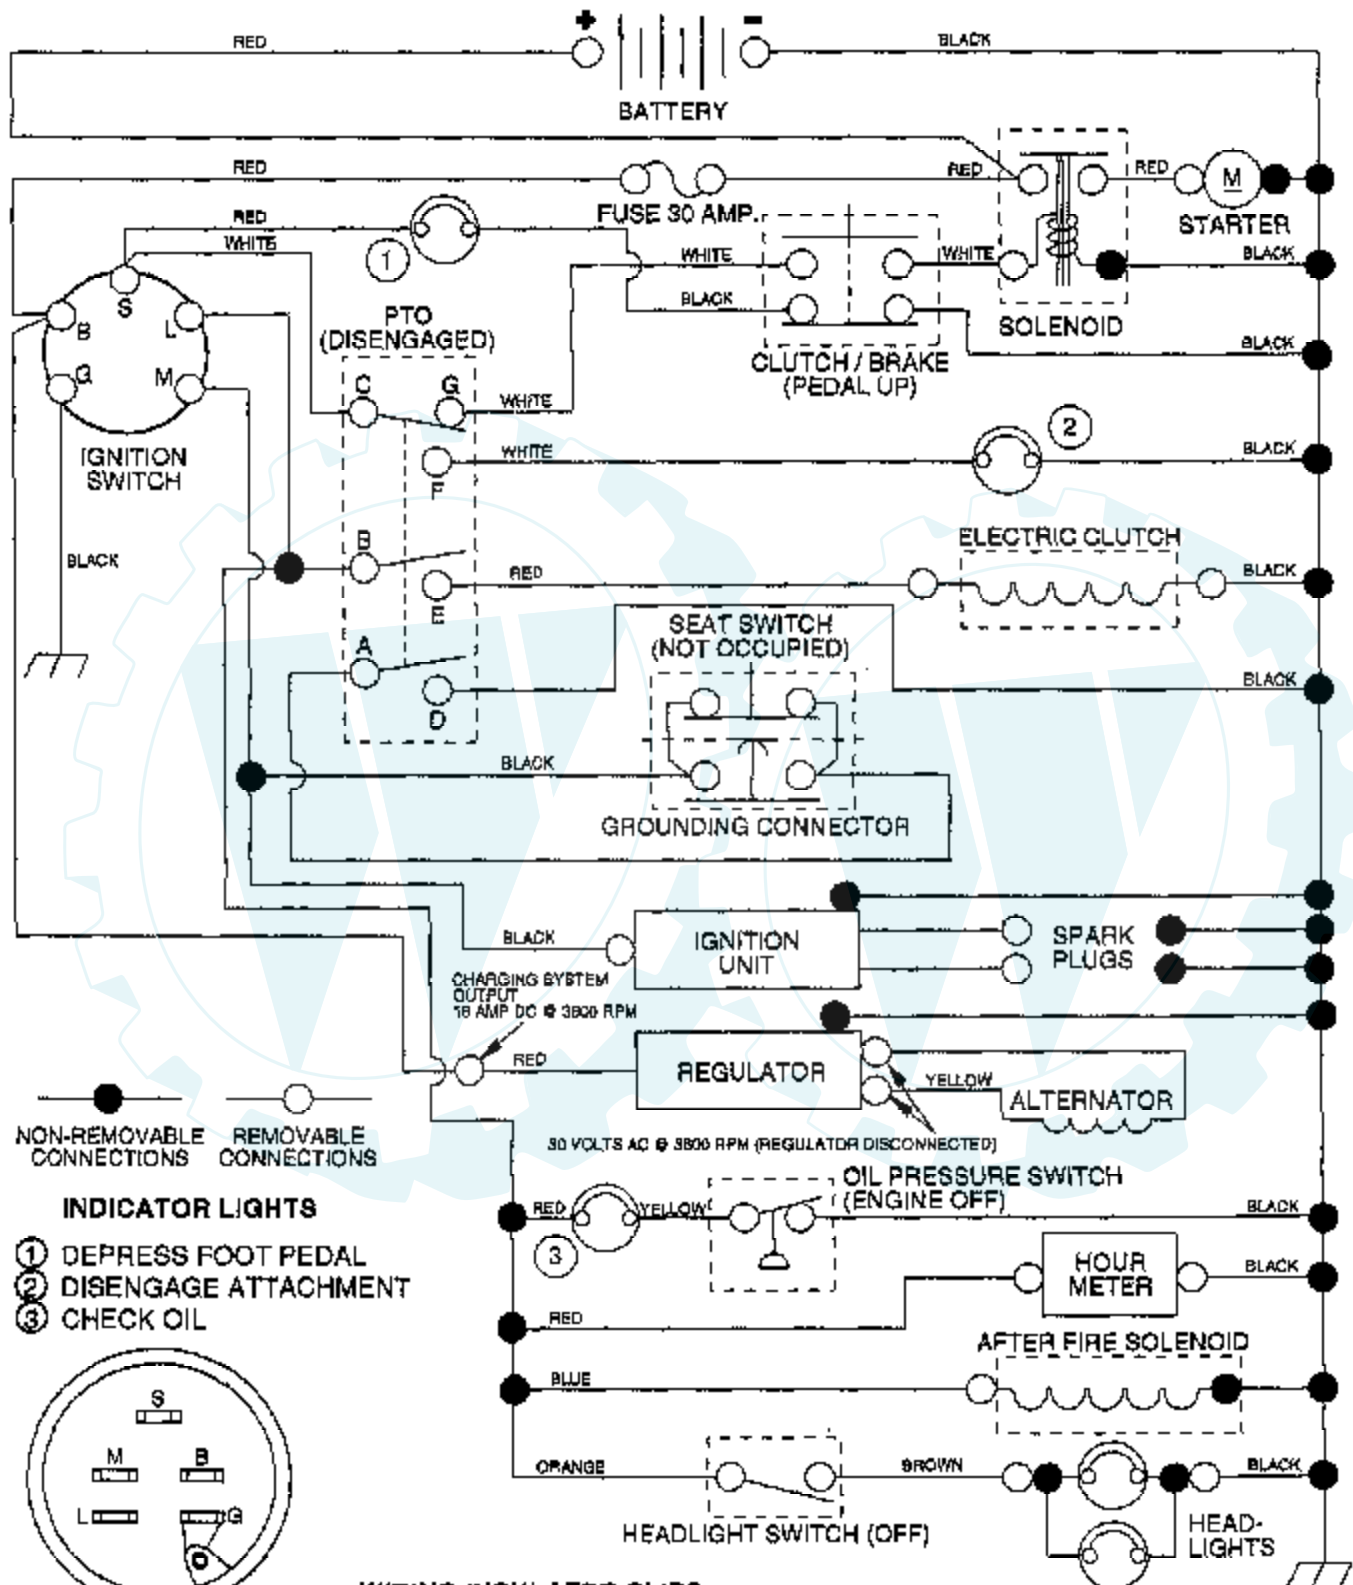 + -
RED
BLACK
BATTERY
RED
RED
RED
M
FUSE 30 AMP.
STARTER
RED
WHITE
1
WHITE
WHITE
BLACK
S
B
L
G
M
PTO
(DISENGAGED)
BLACK
SOLENOID
BLACK
CLUTCH / BRAKE
(PEDAL UP)
C
G
WHITE
2
IGNITION
SWITCH
WHITE
BLACK
F
BLACK
B
ELECTRIC CLUTCH
RED
BLACK
E
SEAT SWITCH
(NOT OCCUPIED)
A
BLACK
D
BLACK
GROUNDING CONNECTOR
BLACK
IGNITION
UNIT
SPARK
PLUGS
CHARGING SYSTEM
OUTPUT
16 AMP DC @ 3600 RPM
RED
REGULATOR
YELLOW
ALTERNATOR
NON-REMOVABLE
CONNECTIONS
REMOVABLE
CONNECTIONS
30 VOLTS AC @ 3600 RPM (REGULATOR DISCONNECTED)
OIL PRESSURE SWITCH
(ENGINE OFF)
INDICATOR LIGHTS
RED
YELLOW
BLACK
3
1 DEPRESS FOOT PEDAL
2 DISENGAGE ATTACHMENT
3 CHECK OIL
HOUR
METER
BLACK
RED
AFTER FIRE SOLENOID
BLUE
S
M
B
L
G
ORANGE
BROWN
BLACK
HEADLIGHT SWITCH (OFF)
HEAD-
LIGHTS